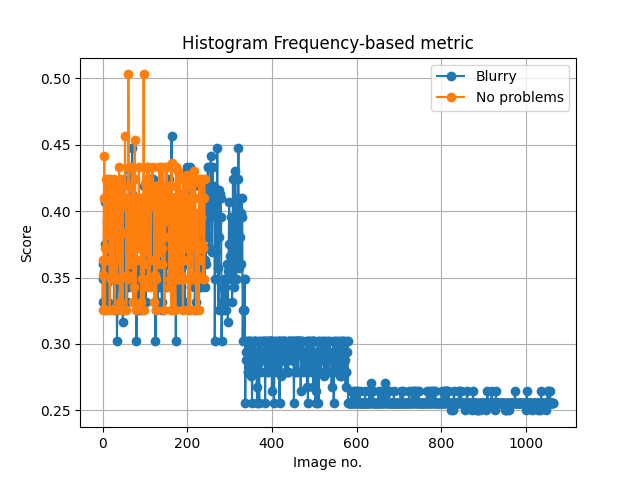 Histogram Frequency-based metric
Blurry
No problems
0.50
0.45
0.40
0.35
0.30
0.25
Score
0 200 400 600 800 1000
Image no.